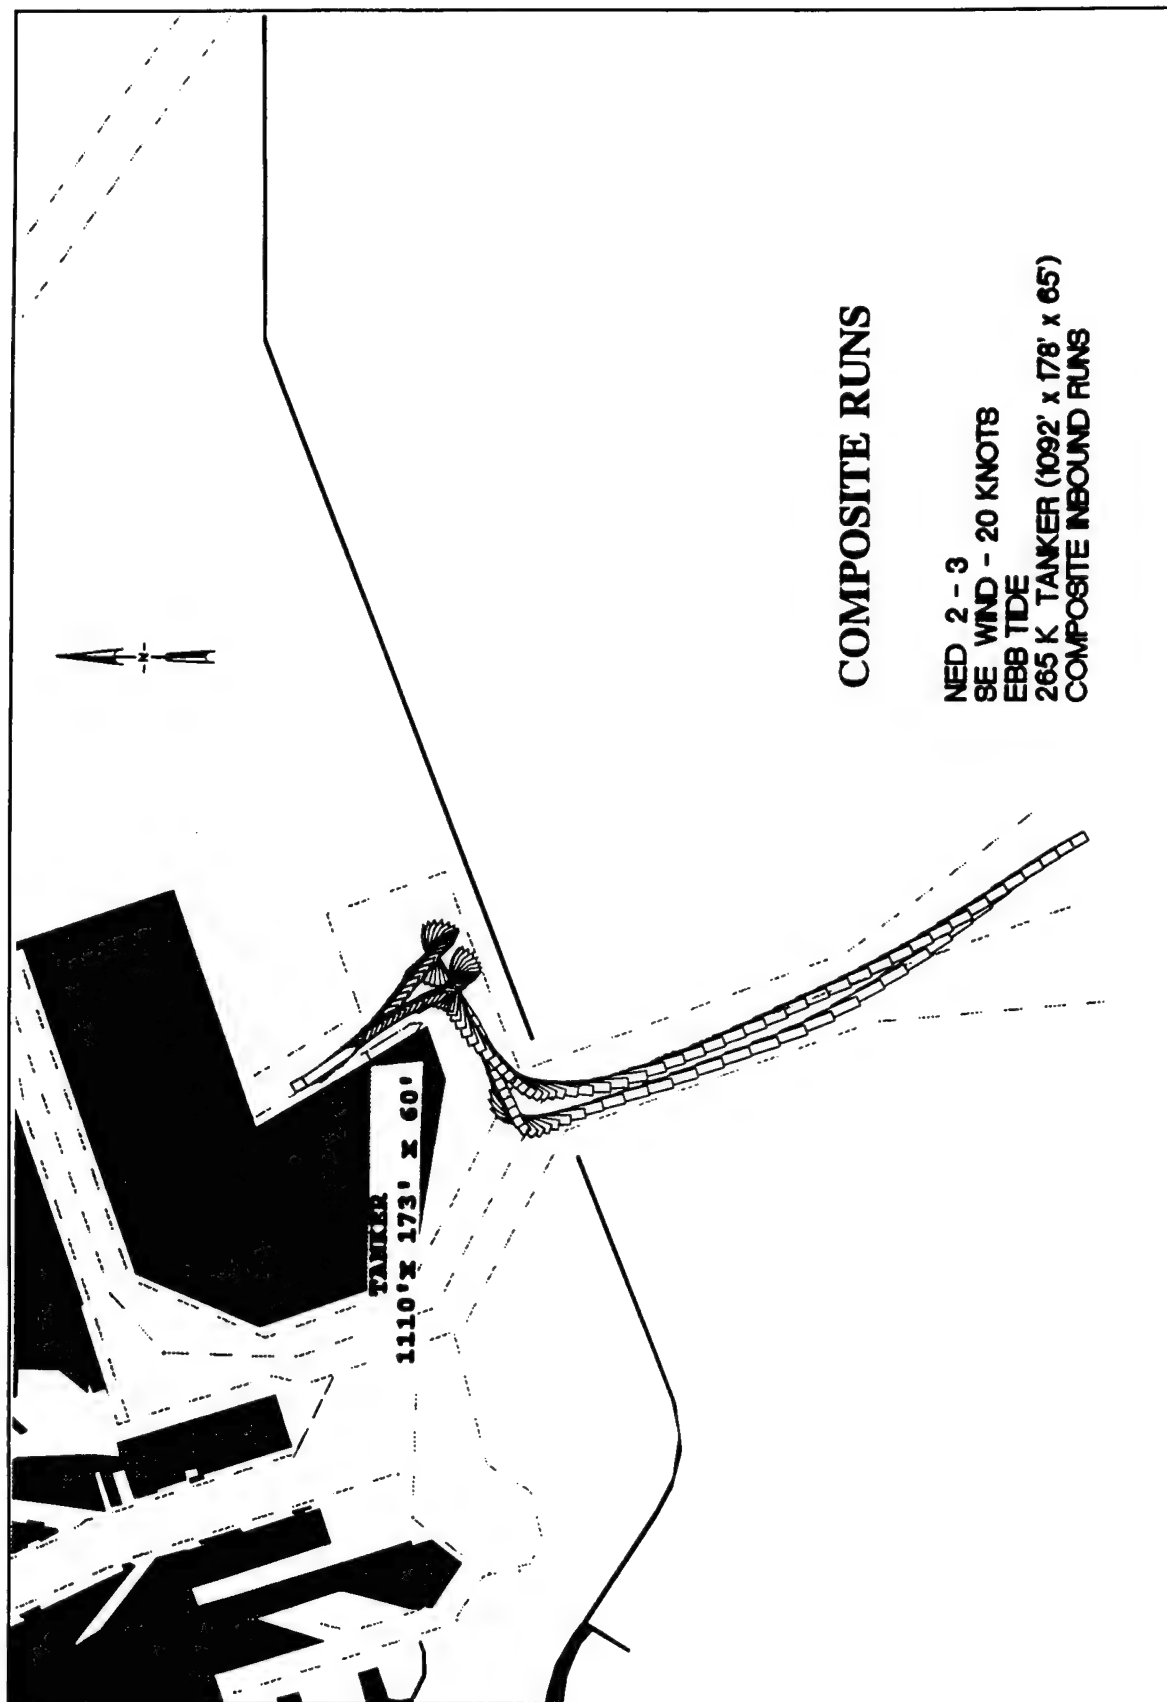 -N-
TANKER
1110'X 173' X 60'
COMPOSITE RUNS
NED 2 - 3
SE WIND - 20 KNOTS
EBB TIDE
265 K TANKER (1092' x 178' x 65')
COMPOSITE INBOUND RUNS